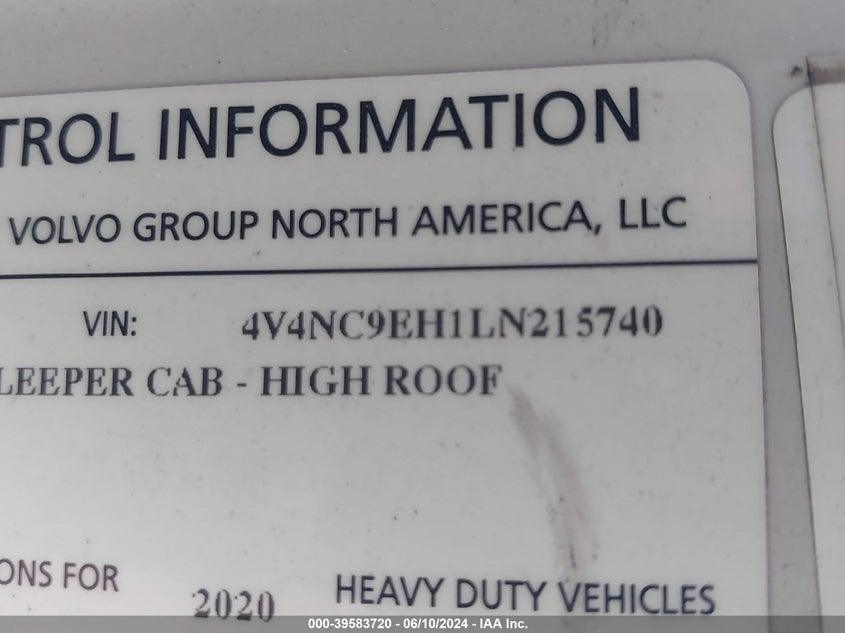 TROL INFORMATION
VOLVO GROUP NORTH AMERICA, LLC
VIN: 4V4NC9EH1LN215740
LEEPER CAB - HIGH ROOF
ONS FOR 2020 HEAVY DUTY VEHICLES
000-39583720 - 06/10/2024 - IAA Inc.